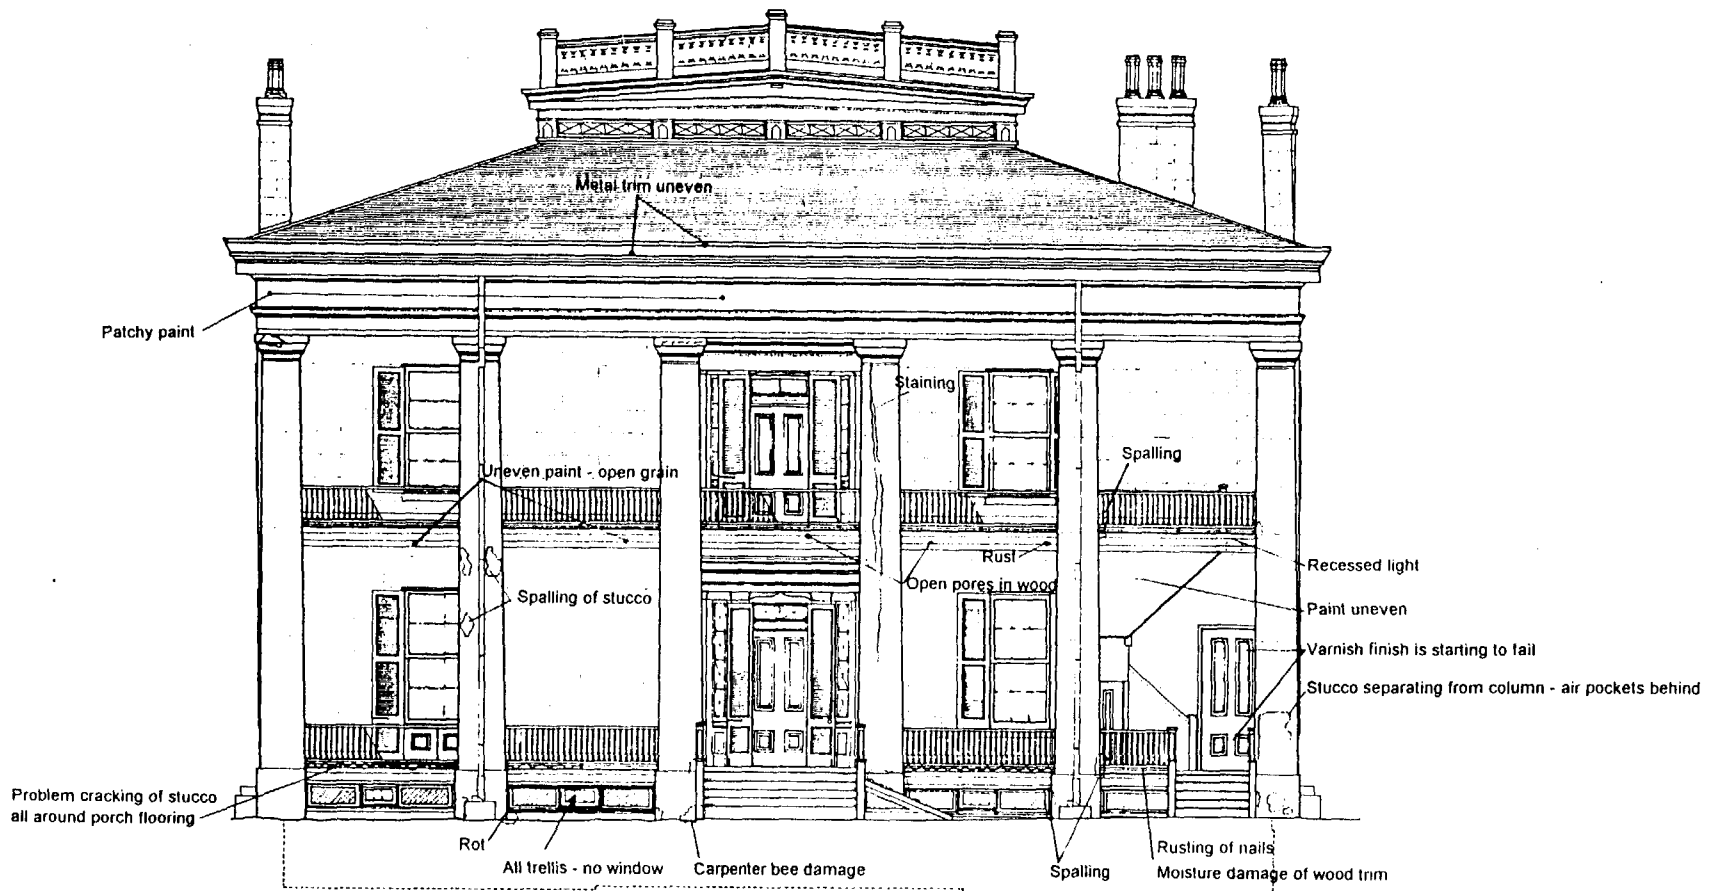 Metal trim uneven
Patchy paint
Staining
Spalling
Uneven paint - open grain
Rust
Recessed light
Open pores in wood
Spalling of stucco
Paint uneven
Varnish finish is starting to fail
Stucco separating from column - air pockets behind
Problem cracking of stucco
all around porch flooring
Rot
All trellis - no window
Carpenter bee damage
Spalling
Rusting of nails
Moisture damage of wood trim